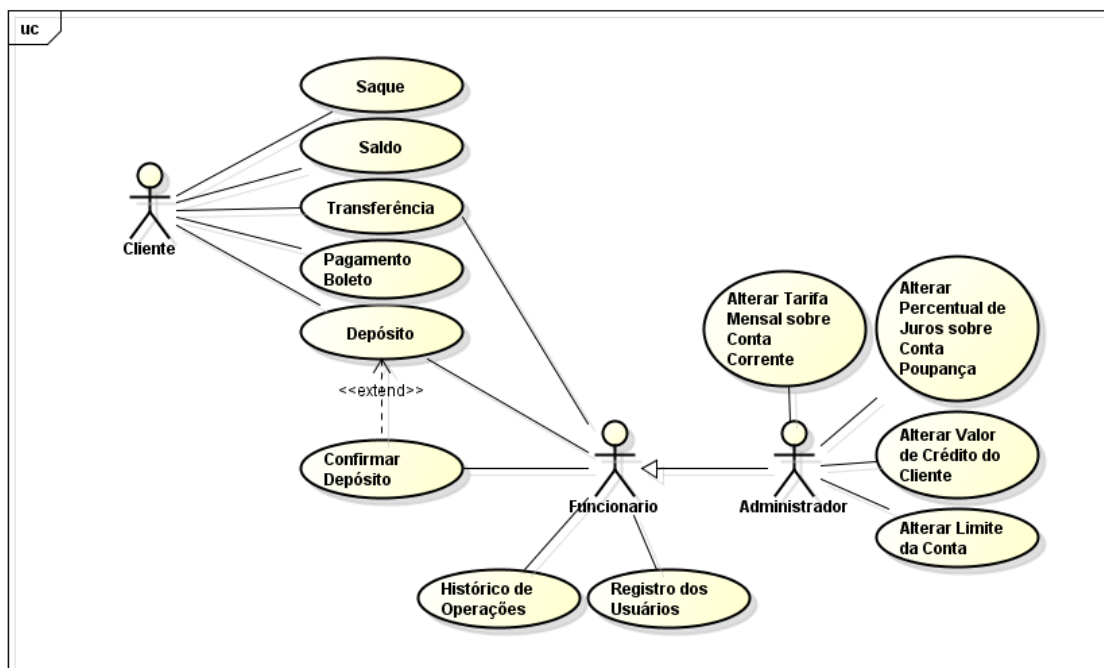 uc
Saque
Saldo
Transferência
Cliente
Pagamento
Boleto
Depósito
<<extend>>
Confirmar
Depósito
Funcionario
Histórico de
Operações
Registro dos
Usuários
Alterar Tarifa
Mensal sobre
Conta
Corrente
Alterar
Percentual de
Juros sobre
Conta
Poupança
Administrador
Alterar Valor
de Crédito do
Cliente
Alterar Limite
da Conta